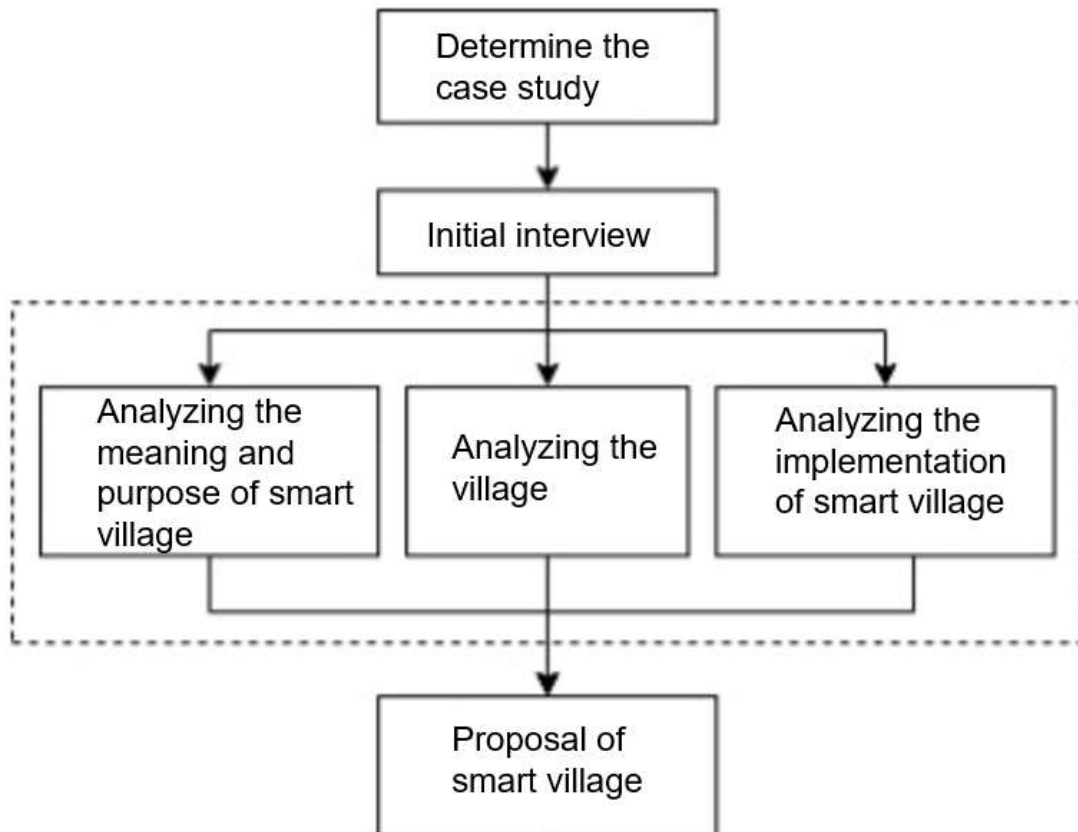 Determine the
case study
Initial interview
Analyzing the
meaning and
purpose of smart
village
Analyzing the
village
Analyzing the
implementation
of smart village
Proposal of
smart village